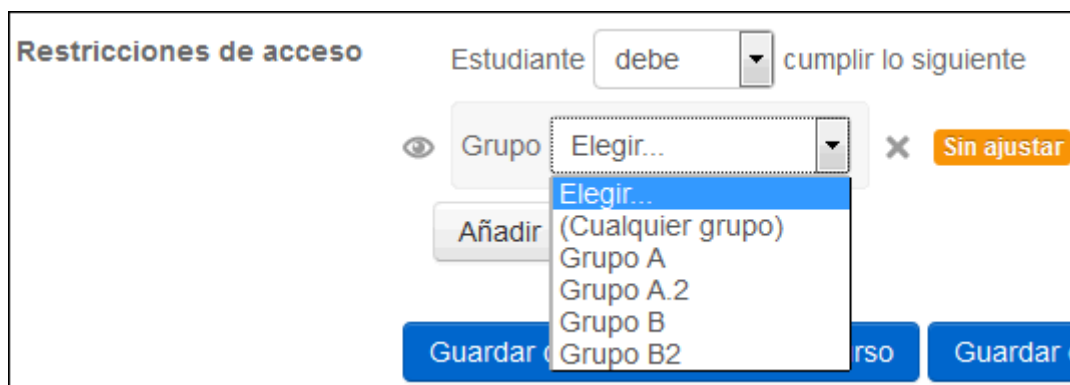 Restricciones de acceso
Estudiante debe cumplir lo siguiente
Grupo Elegir... Sin ajustar
Elegir...
(Cualquier grupo)
Añadir
Grupo A
Grupo A.2
Grupo B
Grupo B2
Guardar rso Guardar